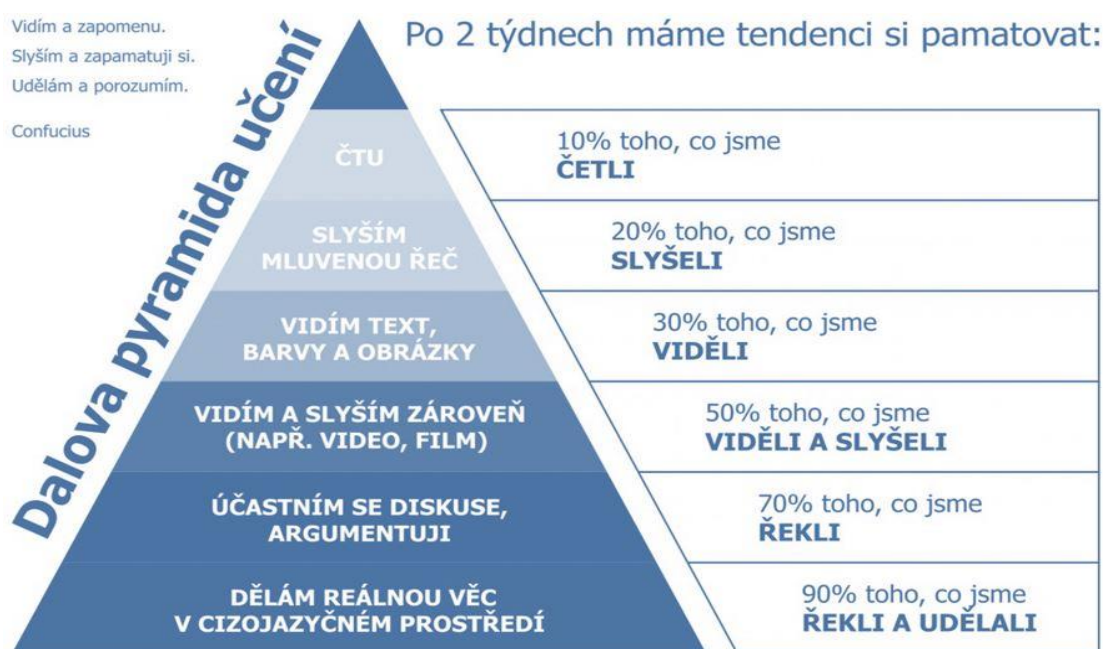 Vidím a zapomenu.
Slyším a zapamatuji si.
Udělám a porozumím.
Confucius
Dalova pyramida učení
Po 2 týdnech máme tendenci si pamatovat:
ČTU
10% toho, co jsme
ČETLI
SLYŠÍM
MLUVENOU ŘEČ
20% toho, co jsme
SLYŠELI
VIDÍM TEXT,
BARVY A OBRÁZKY
30% toho, co jsme
VIDĚLI
VIDÍM A SLYŠÍM ZÁROVEŇ
(NAPŘ. VIDEO, FILM)
50% toho, co jsme
VIDĚLI A SLYŠELI
ÚČASTNÍM SE DISKUSE,
ARGUMENTUJI
70% toho, co jsme
ŘEKLI
DĚLÁM REÁLNOU VĚC
V CIZOJAZYČNÉM PROSTŘEDÍ
90% toho, co jsme
ŘEKLI A UDĚLALI